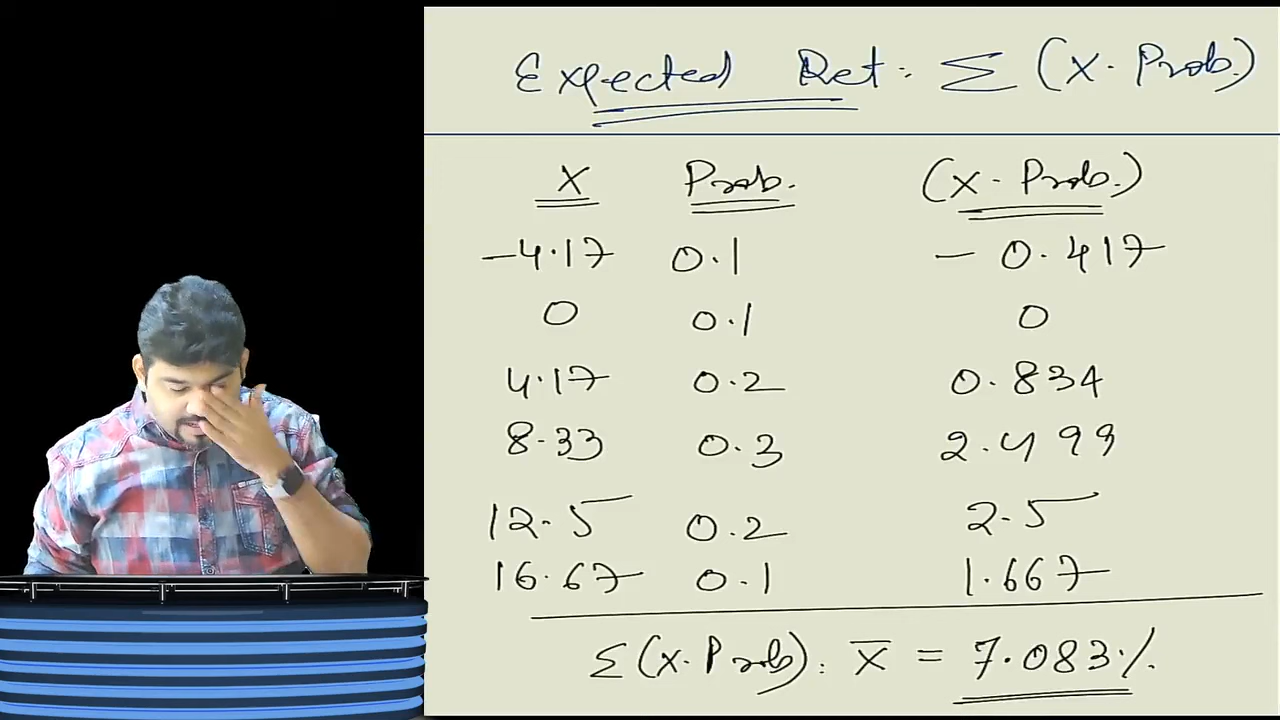 Expected Ret: Σ (X. Prob.)
X Prob. (X. Prob.)
-4.17 0.1 -0.417
0 0.1 0
4.17 0.2 0.834
8.33 0.3 2.499
12.5 0.2 2.5
16.67 0.1 1.667
Σ(X.Prob): X̅ = 7.083%